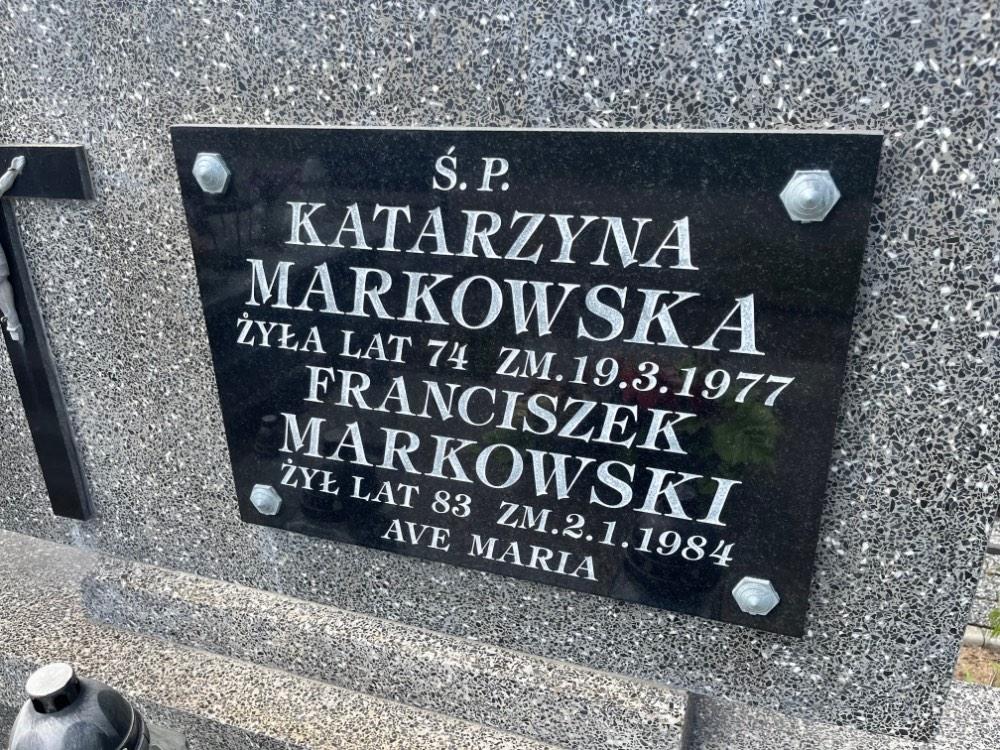 Ś. P.
KATARZYNA
MARKOWSKA
ŻYŁA LAT 74 ZM. 19.3.1977
FRANCISZEK
MARKOWSKI
ŻYŁ LAT 83 ZM. 2.1.1984
AVE MARIA